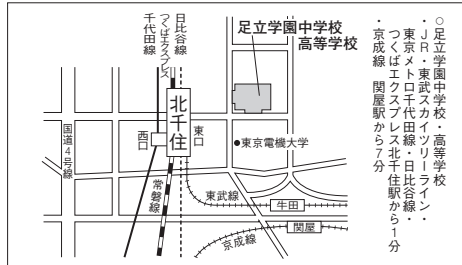 ○足立学園中学校・高等学校
・JR・東武スカイツリーライン・
東京メトロ千代田線・日比谷線・
つくばエクスプレス北千住駅から1分
・京成線 関屋駅から7分
日比谷線
つくばエクスプレス
千代田線
足立学園中学校
高等学校
北千住
東口
西口
●東京電機大学
国道4号線
常磐線
東武線
牛田
関屋
京成線